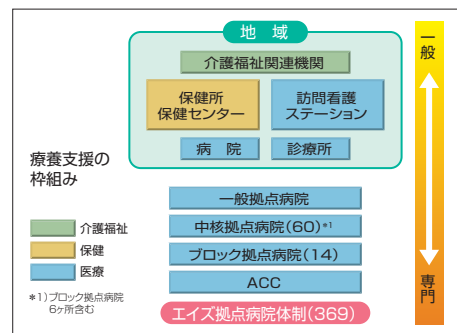 地 域
介護福祉関連機関
保健所
保健センター
訪問看護
ステーション
病 院
診療所
療養支援の
枠組み
介護福祉
保健
医療
*1)ブロック拠点病院
6ヶ所含む
一般拠点病院
中核拠点病院(60)*1
ブロック拠点病院(14)
ACC
エイズ拠点病院体制(369)
一般
専門